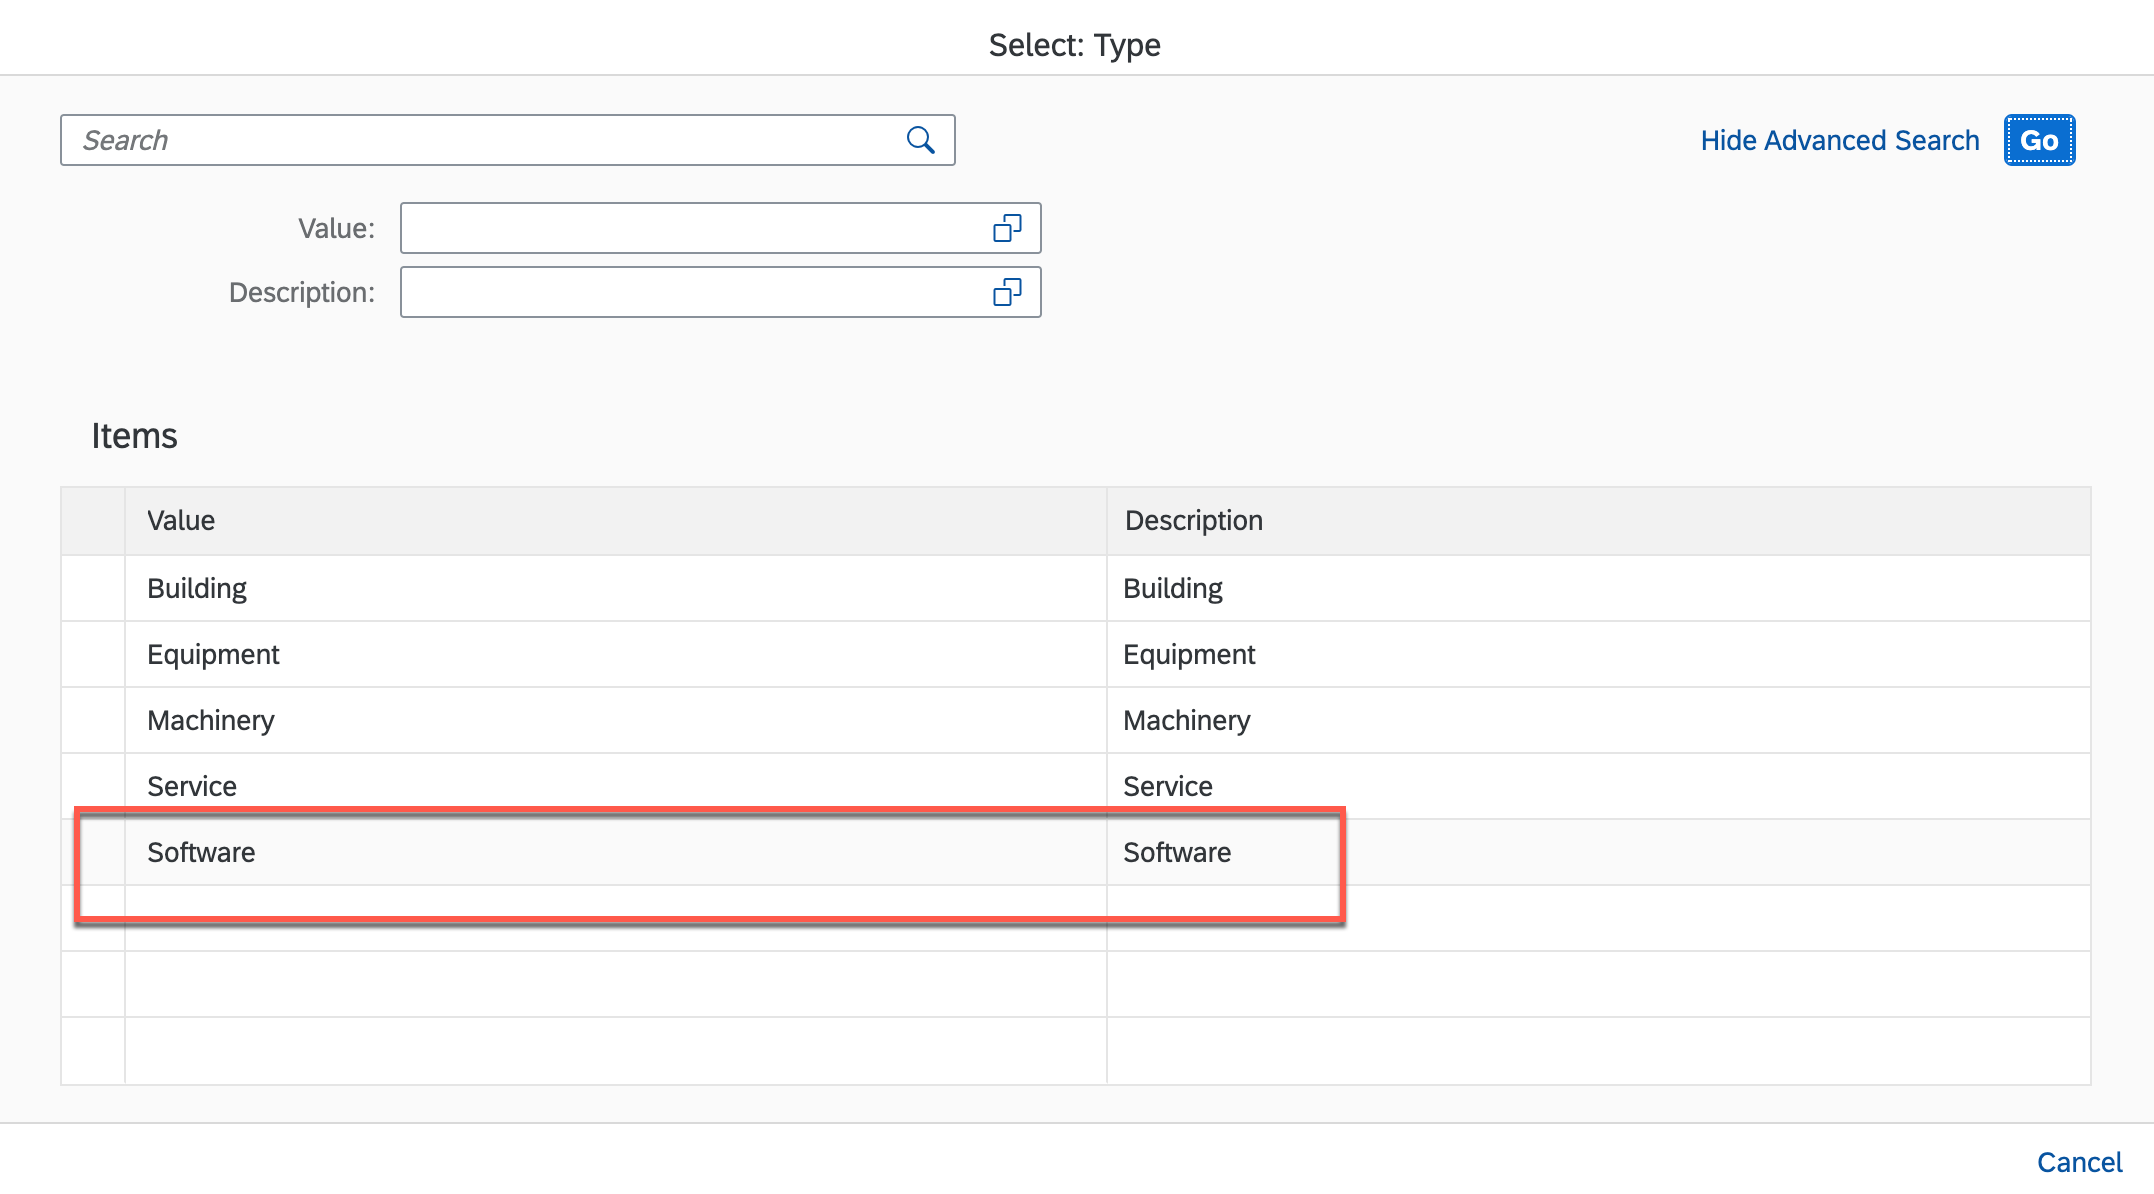 Select: Type
Search
Hide Advanced Search Go
Value:
Description:
Items
Value Description
Building Building
Equipment Equipment
Machinery Machinery
Service Service
Software Software
Cancel